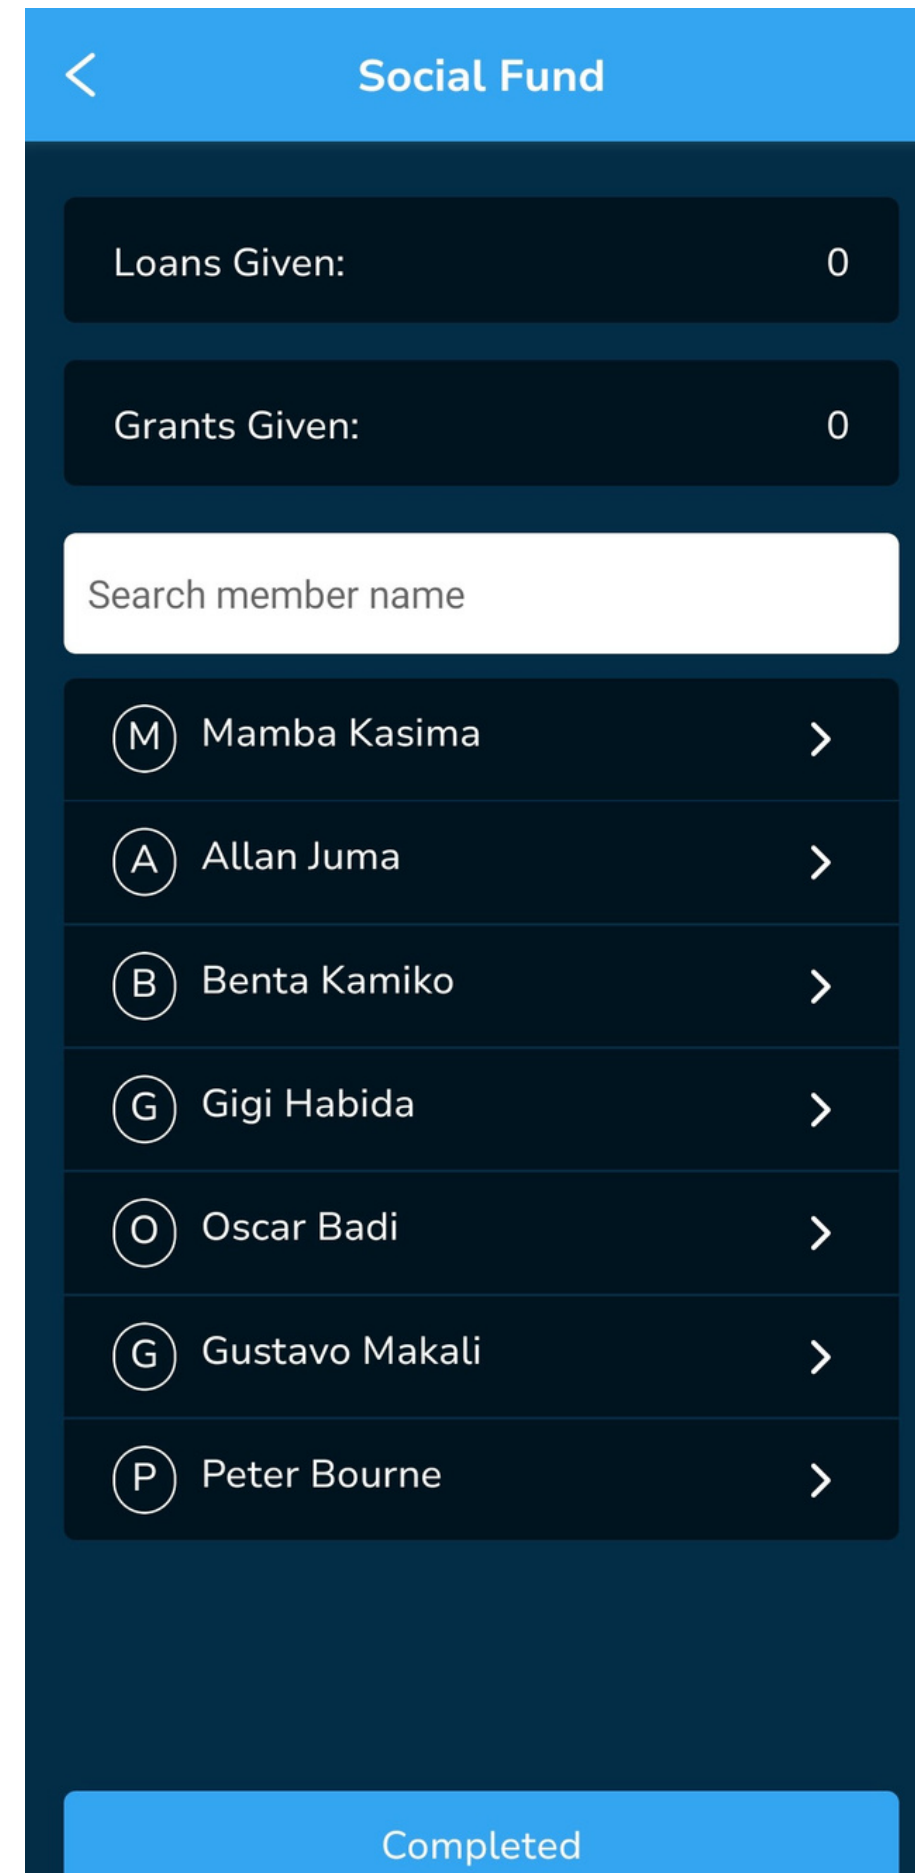 Social Fund
Loans Given: 0
Grants Given: 0
Search member name
M Mamba Kasima
A Allan Juma
B Benta Kamiko
G Gigi Habida
O Oscar Badi
G Gustavo Makali
P Peter Bourne
Completed